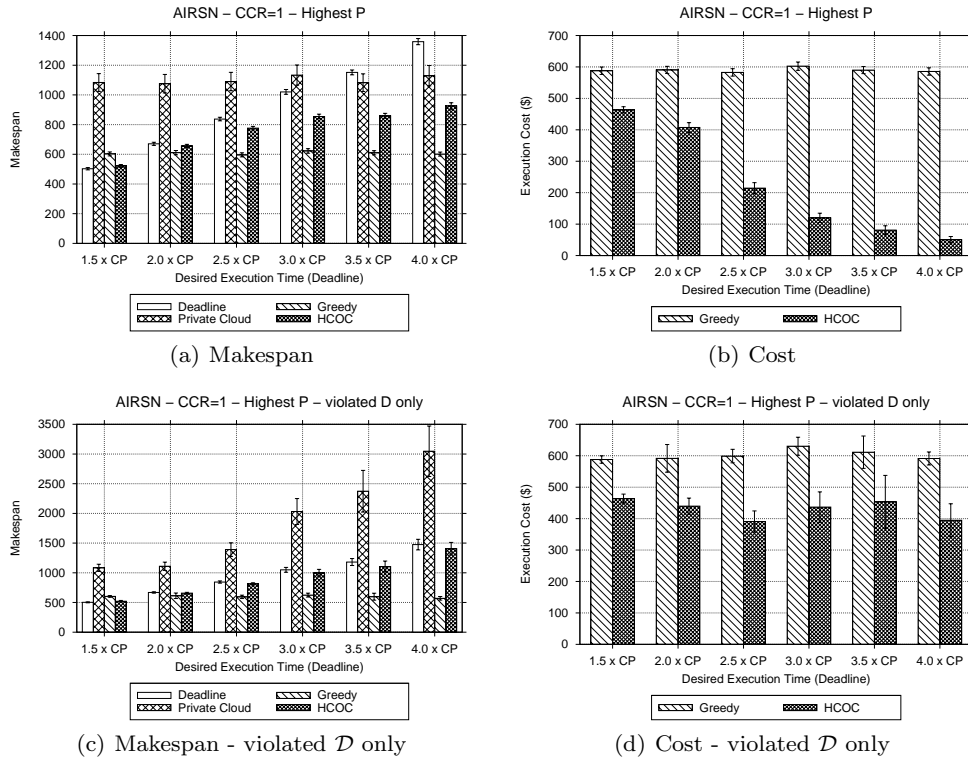 AIRSN – CCR=1 – Highest P
1400
1200
1000
800
600
400
200
0
Makespan
1.5 x CP 2.0 x CP 2.5 x CP 3.0 x CP 3.5 x CP 4.0 x CP
Desired Execution Time (Deadline)
Deadline Greedy
Private Cloud HCOC
(a) Makespan
AIRSN – CCR=1 – Highest P
700
600
500
400
300
200
100
0
Execution Cost ($)
1.5 x CP 2.0 x CP 2.5 x CP 3.0 x CP 3.5 x CP 4.0 x CP
Desired Execution Time (Deadline)
Greedy HCOC
(b) Cost
AIRSN – CCR=1 – Highest P – violated D only
3500
3000
2500
2000
1500
1000
500
0
Makespan
1.5 x CP 2.0 x CP 2.5 x CP 3.0 x CP 3.5 x CP 4.0 x CP
Desired Execution Time (Deadline)
Deadline Greedy
Private Cloud HCOC
(c) Makespan - violated 𝒟 only
AIRSN – CCR=1 – Highest P – violated D only
700
600
500
400
300
200
100
0
Execution Cost ($)
1.5 x CP 2.0 x CP 2.5 x CP 3.0 x CP 3.5 x CP 4.0 x CP
Desired Execution Time (Deadline)
Greedy HCOC
(d) Cost - violated 𝒟 only